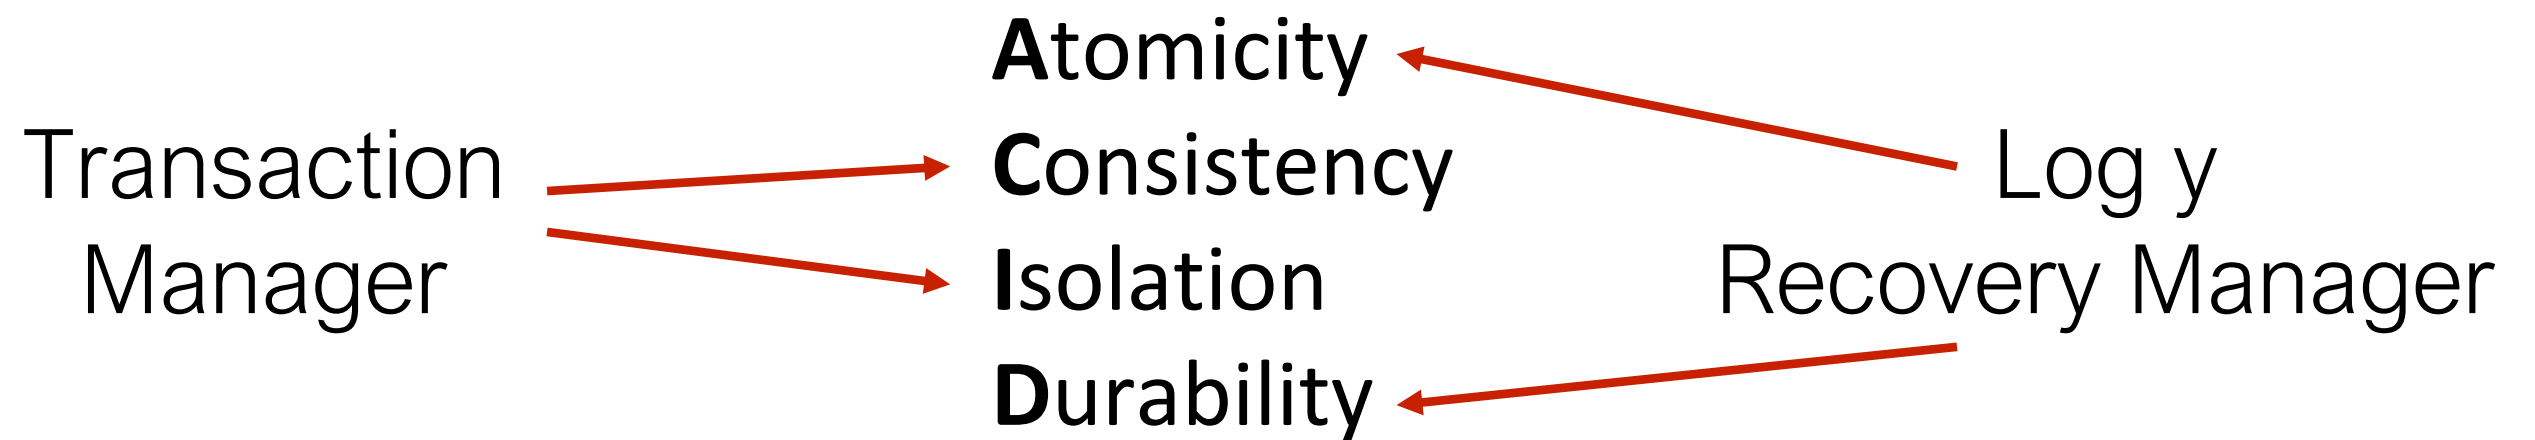 Atomicity
Consistency
Isolation
Durability
Transaction
Manager
Log y
Recovery Manager